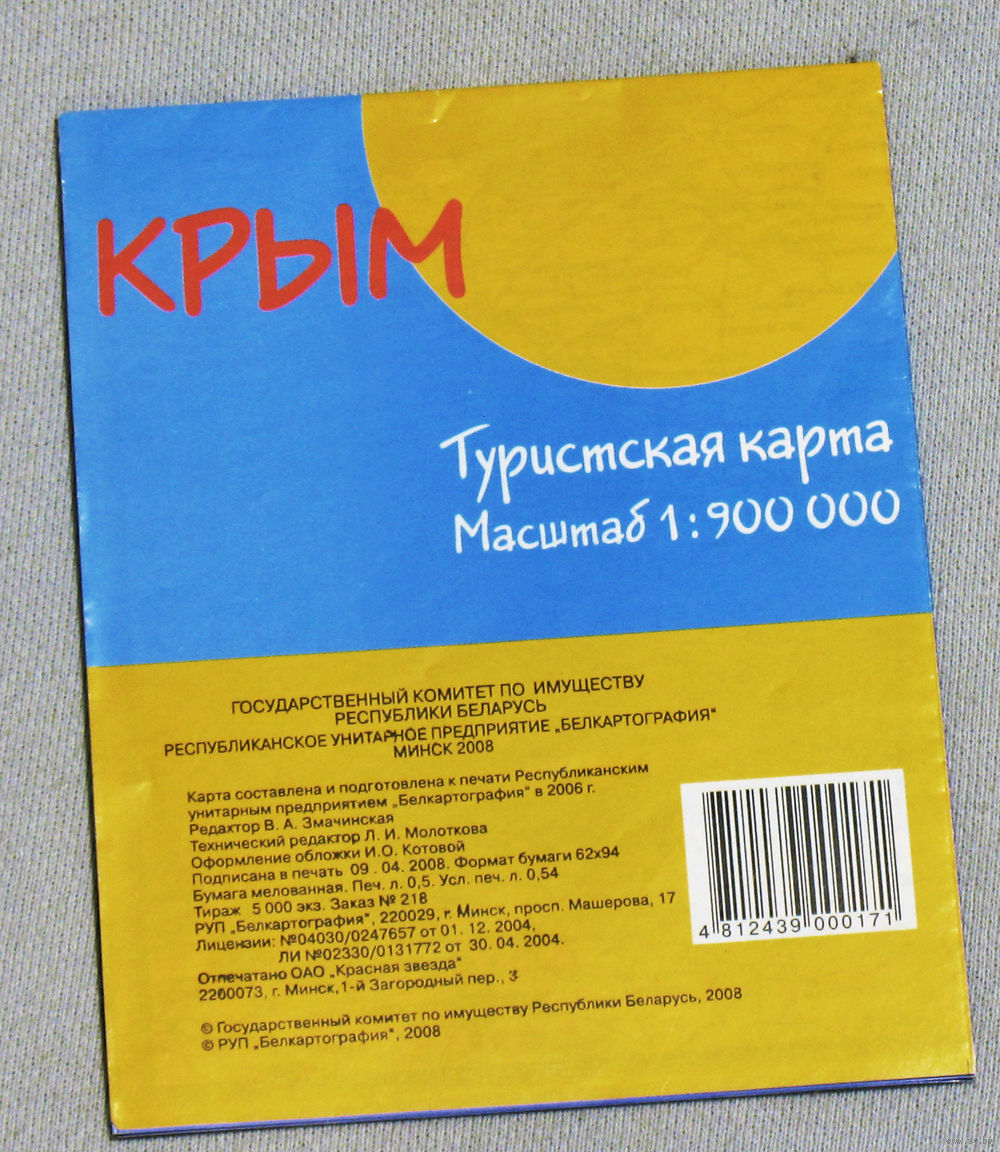 КРЫМ
Туристская карта
Масштаб 1 : 900 000
ГОСУДАРСТВЕННЫЙ КОМИТЕТ ПО ИМУЩЕСТВУ
РЕСПУБЛИКИ БЕЛАРУСЬ
РЕСПУБЛИКАНСКОЕ УНИТАРНОЕ ПРЕДПРИЯТИЕ „БЕЛКАРТОГРАФИЯ“
МИНСК 2008
Карта составлена и подготовлена к печати Республиканским
унитарным предприятием „Белкартография“ в 2006 г.
Редактор В. А. Змачинская
Технический редактор Л. И. Молоткова
Оформление обложки И.О. Котовой
Подписана в печать 09 . 04. 2008. Формат бумаги 62х94
Бумага мелованная. Печ. л. 0,5. Усл. печ. л. 0,54
Тираж 5 000 экз. Заказ № 218
РУП „Белкартография“, 220029, г. Минск, просп. Машерова, 17
Лицензии: №04030/0247657 от 01. 12. 2004,
ЛИ №02330/0131772 от 30. 04. 2004.
Отпечатано ОАО „Красная звезда“
2200073, г. Минск,1-й Загородный пер., 3
© Государственный комитет по имуществу Республики Беларусь, 2008
© РУП „Белкартография“, 2008
4 812439 000171
www.ay.by